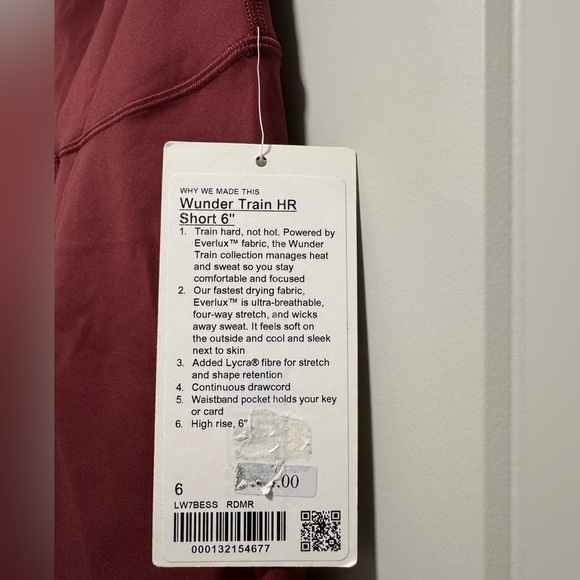 WHY WE MADE THIS
Wunder Train HR
Short 6"
1. Train hard, not hot. Powered by
Everlux™ fabric, the Wunder
Train collection manages heat
and sweat so you stay
comfortable and focused
2. Our fastest drying fabric,
Everlux™ is ultra-breathable,
four-way stretch, and wicks
away sweat. It feels soft on
the outside and cool and sleek
next to skin
3. Added Lycra® fibre for stretch
and shape retention
4. Continuous drawcord
5. Waistband pocket holds your key
or card
6. High rise, 6"
.00
6
LW7BESS RDMR
000132154677